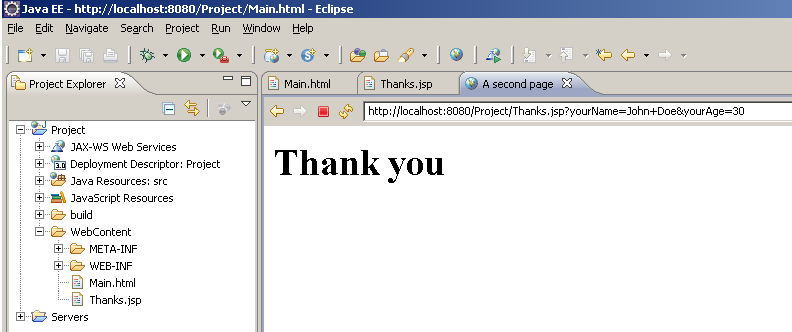 Java EE - http://localhost:8080/Project/Main.html - Eclipse
File Edit Navigate Search Project Run Window Help
Project Explorer
Main.html Thanks.jsp A second page
http://localhost:8080/Project/Thanks.jsp?yourName=John+Doe&yourAge=30
Project
JAX-WS Web Services
3.0 Deployment Descriptor: Project
Java Resources: src
JavaScript Resources
build
WebContent
META-INF
WEB-INF
Main.html
Thanks.jsp
Servers
Thank you